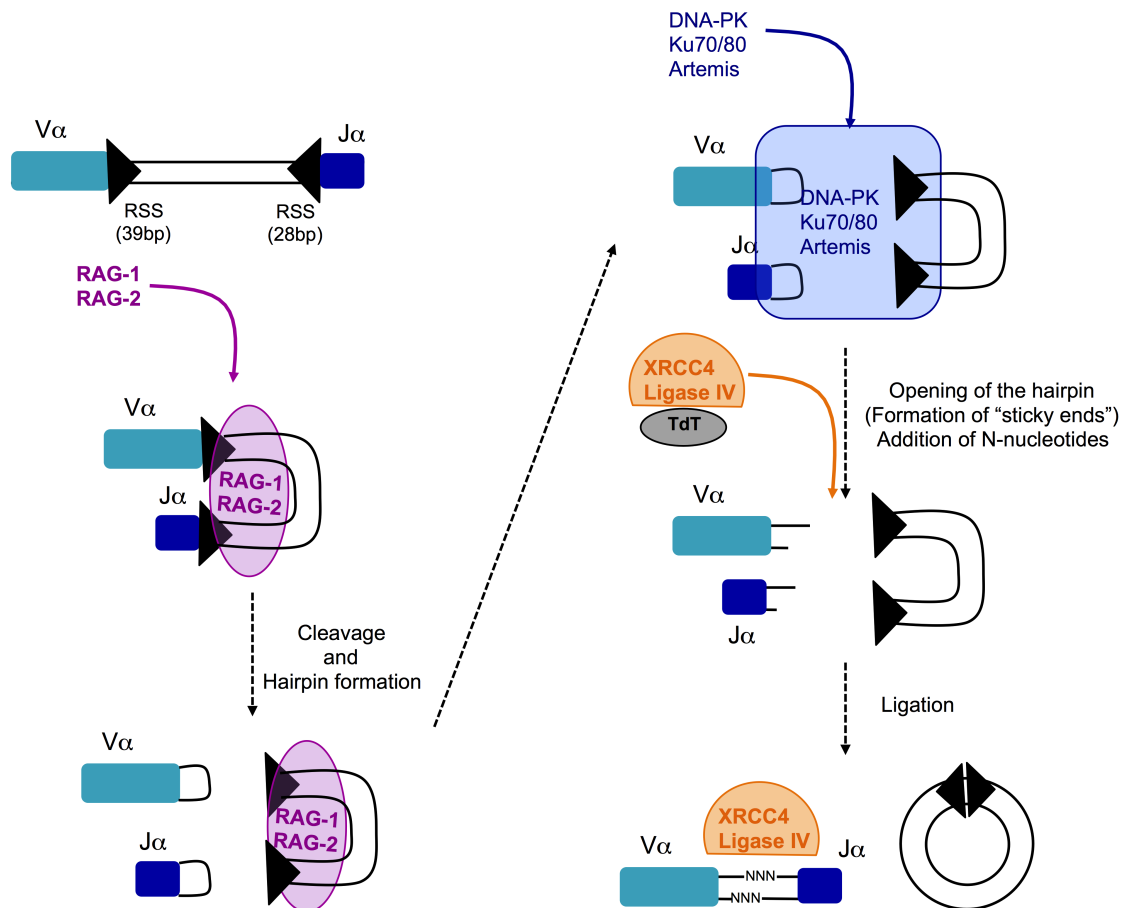 Vα
Jα
RSS
(39bp)
RSS
(28bp)
RAG-1
RAG-2
Vα
RAG-1
RAG-2
Jα
Cleavage
and
Hairpin formation
Vα
RAG-1
RAG-2
Jα
DNA-PK
Ku70/80
Artemis
Vα
DNA-PK
Ku70/80
Artemis
Jα
XRCC4
Ligase IV
TdT
Opening of the hairpin
(Formation of “sticky ends”)
Addition of N-nucleotides
Vα
Jα
Ligation
XRCC4
Ligase IV
Vα
Jα
NNN
NNN